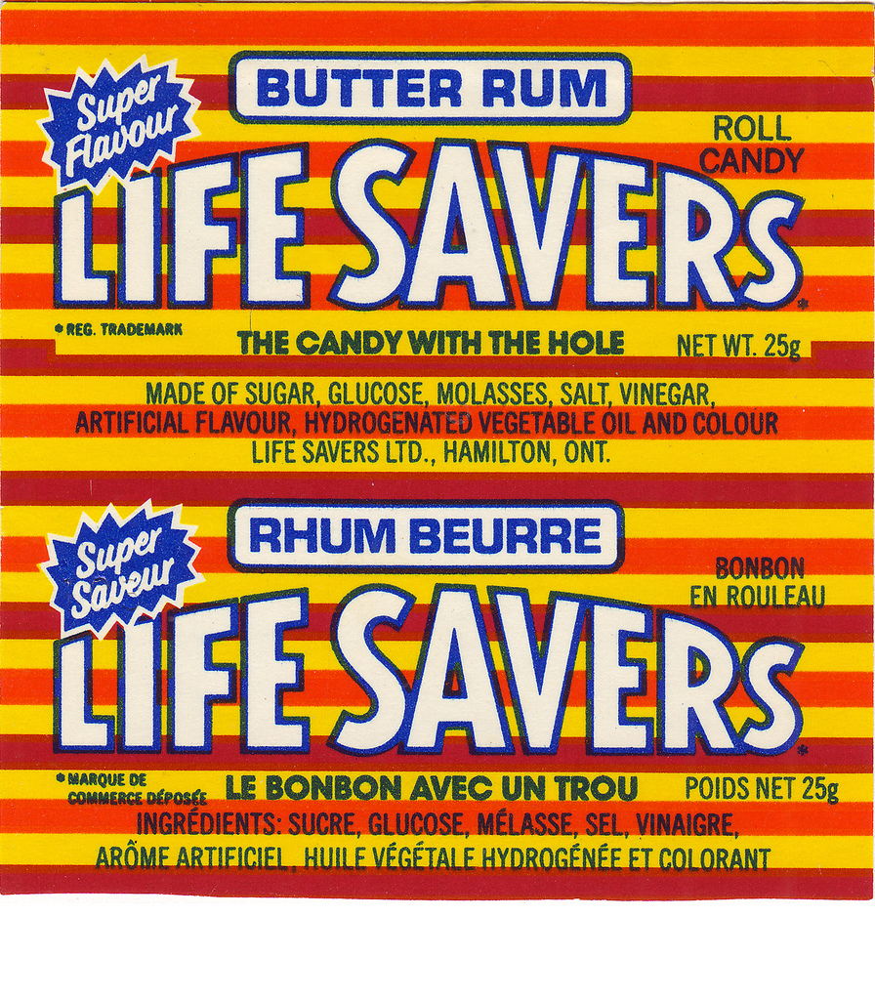 BUTTER RUM
Super
Flavour
ROLL
CANDY
LIFE SAVERS*
* REG. TRADEMARK
THE CANDY WITH THE HOLE
NET WT. 25g
MADE OF SUGAR, GLUCOSE, MOLASSES, SALT, VINEGAR,
ARTIFICIAL FLAVOUR, HYDROGENATED VEGETABLE OIL AND COLOUR
LIFE SAVERS LTD., HAMILTON, ONT.
RHUM BEURRE
Super
Saveur
BONBON
EN ROULEAU
LIFE SAVERS*
* MARQUE DE
COMMERCE DÉPOSÉE
LE BONBON AVEC UN TROU
POIDS NET 25g
INGRÉDIENTS: SUCRE, GLUCOSE, MÉLASSE, SEL, VINAIGRE,
ARÔME ARTIFICIEL, HUILE VÉGÉTALE HYDROGÉNÉE ET COLORANT